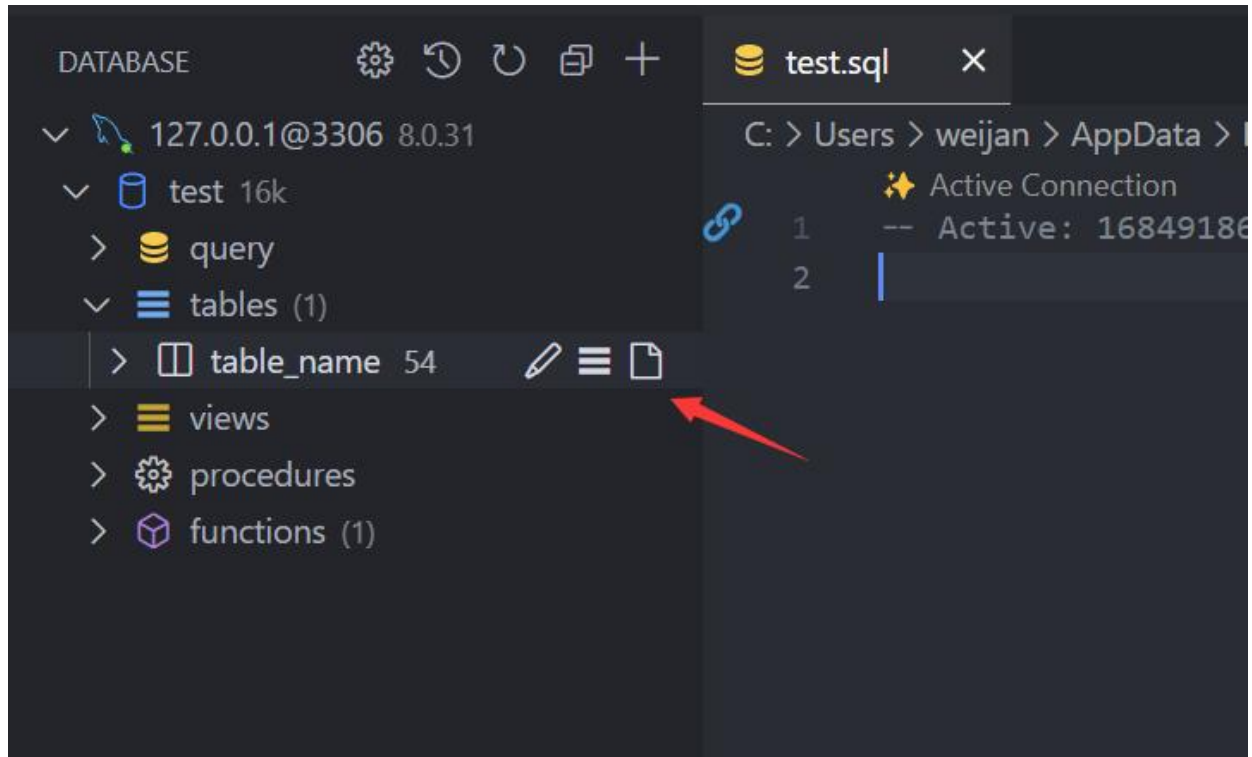 DATABASE
127.0.0.1@3306 8.0.31
test 16k
query
tables (1)
table_name 54
views
procedures
functions (1)
test.sql
C: > Users > weijan > AppData >
Active Connection
1 -- Active: 16849186
2